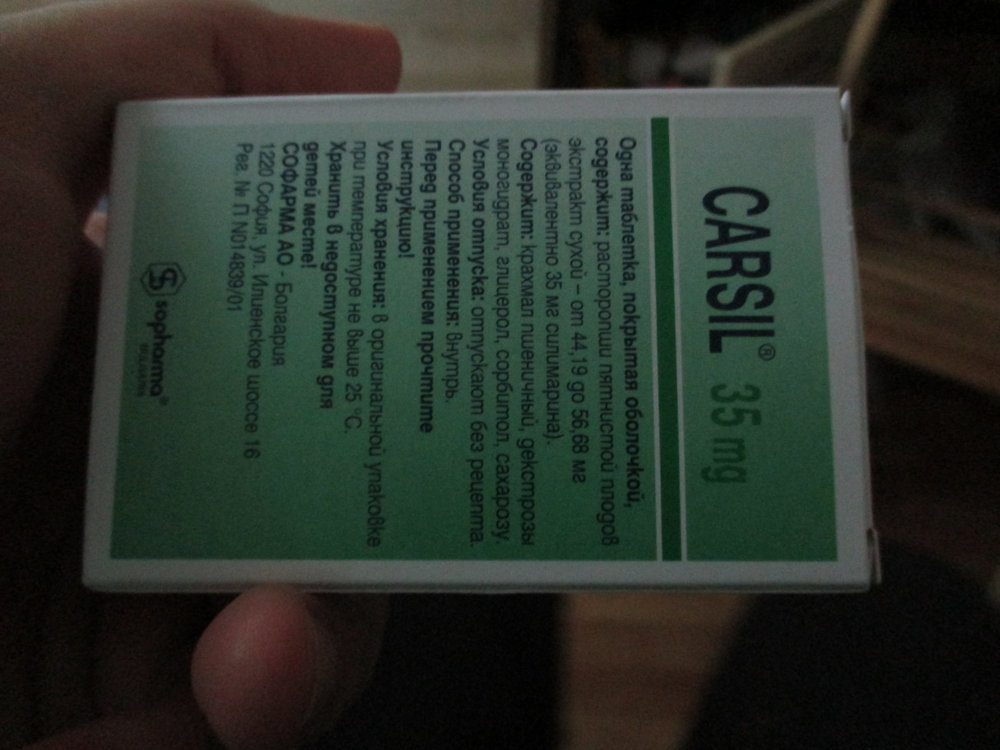 CARSIL® 35 mg
Одна таблетка, покрытая оболочкой,
содержит: расторопши пятнистой плодов
экстракт сухой – от 44,19 до 56,68 мг
(эквивалентно 35 мг силимарина).
Содержит: крахмал пшеничный, декстрозы
моногидрат, глицерол, сорбитол, сахарозу.
Условия отпуска: отпускают без рецепта.
Способ применения: внутрь.
Перед применением прочтите
инструкцию!
Условия хранения: в оригинальной упаковке
при температуре не выше 25 °C.
Хранить в недоступном для
детей месте!
СОФАРМА АО - Болгария
1220 София, ул. Илиенское шоссе 16
Рег. № П N014839/01
sopharma®
BULGARIA